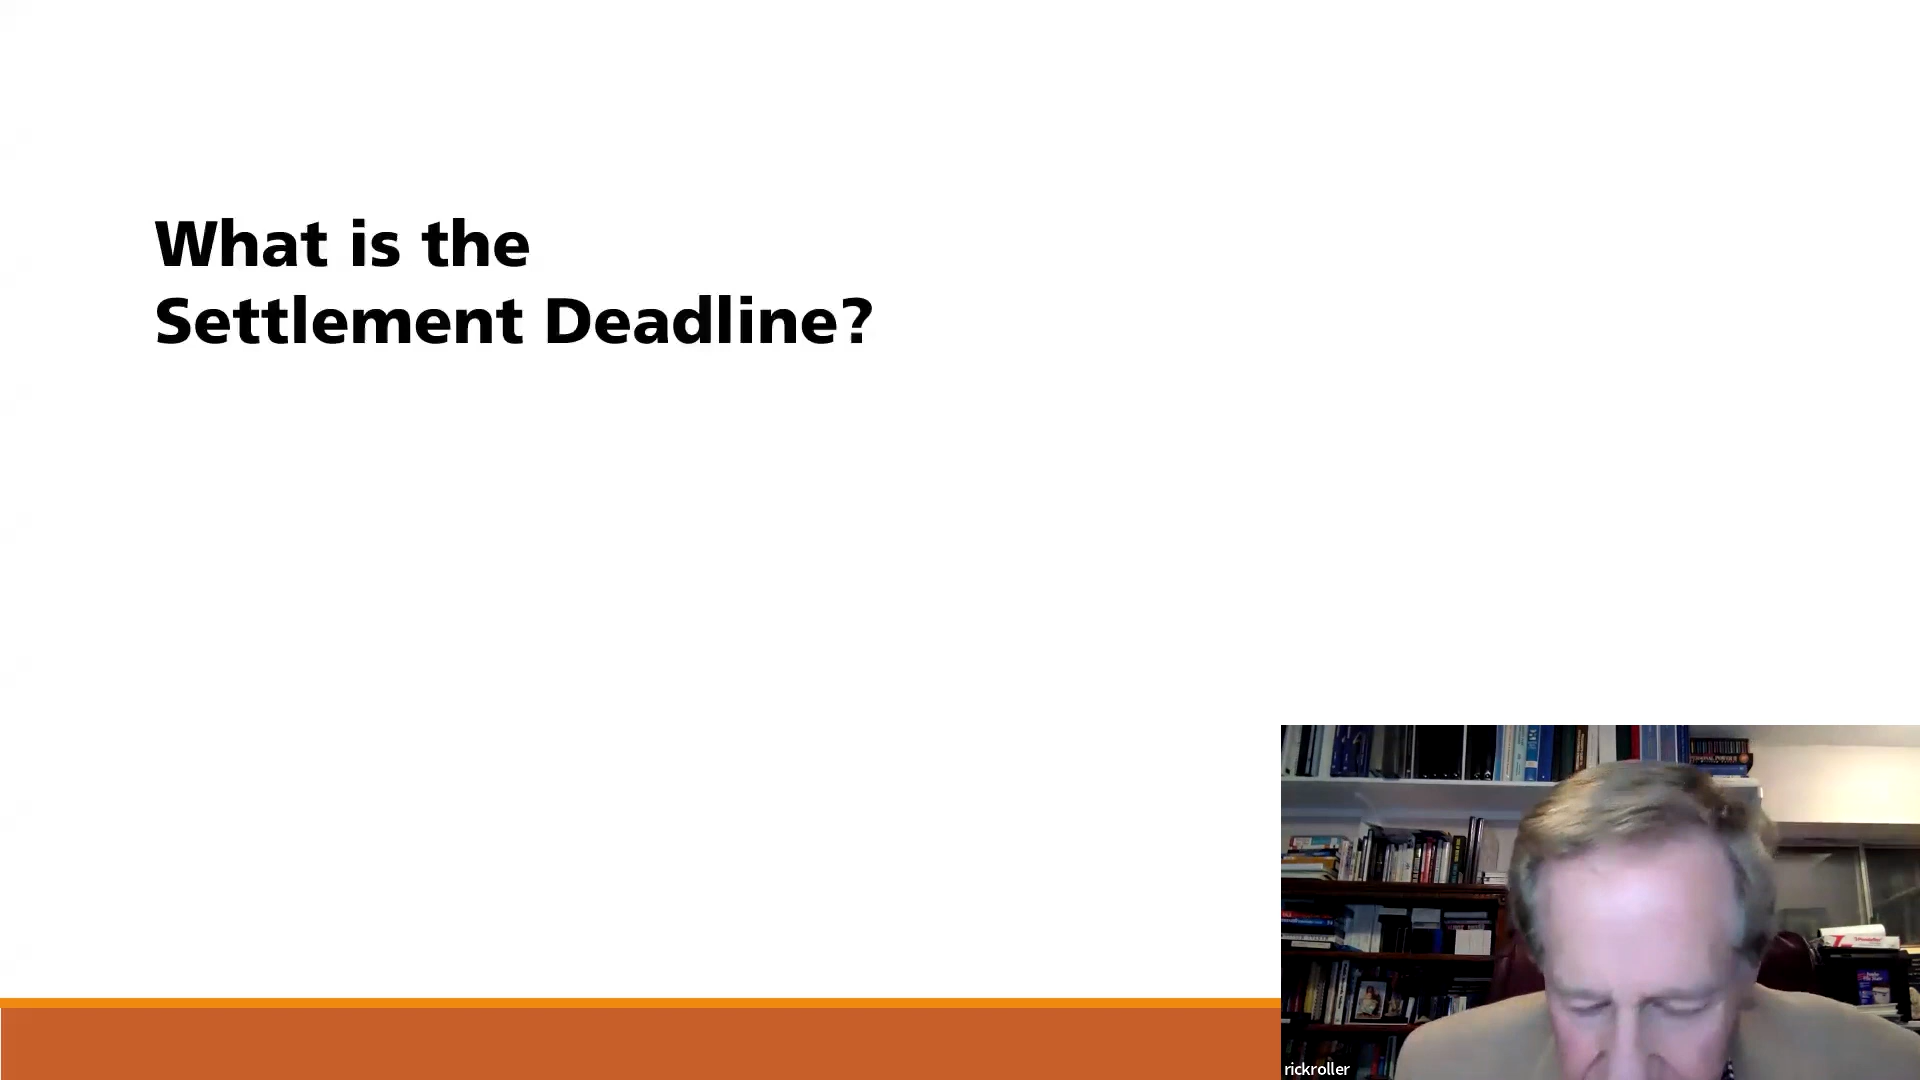 What is the
Settlement Deadline?
rickroller